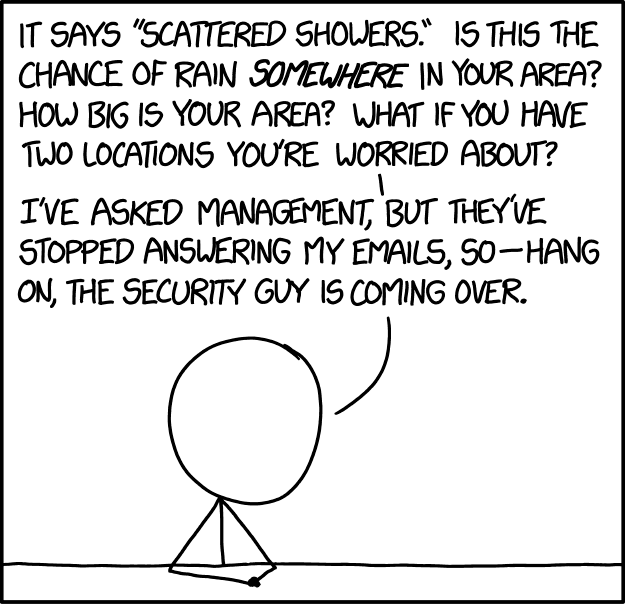 IT SAYS "SCATTERED SHOWERS." IS THIS THE
CHANCE OF RAIN SOMEWHERE IN YOUR AREA?
HOW BIG IS YOUR AREA? WHAT IF YOU HAVE
TWO LOCATIONS YOU'RE WORRIED ABOUT?
I'VE ASKED MANAGEMENT, BUT THEY'VE
STOPPED ANSWERING MY EMAILS, SO—HANG
ON, THE SECURITY GUY IS COMING OVER.